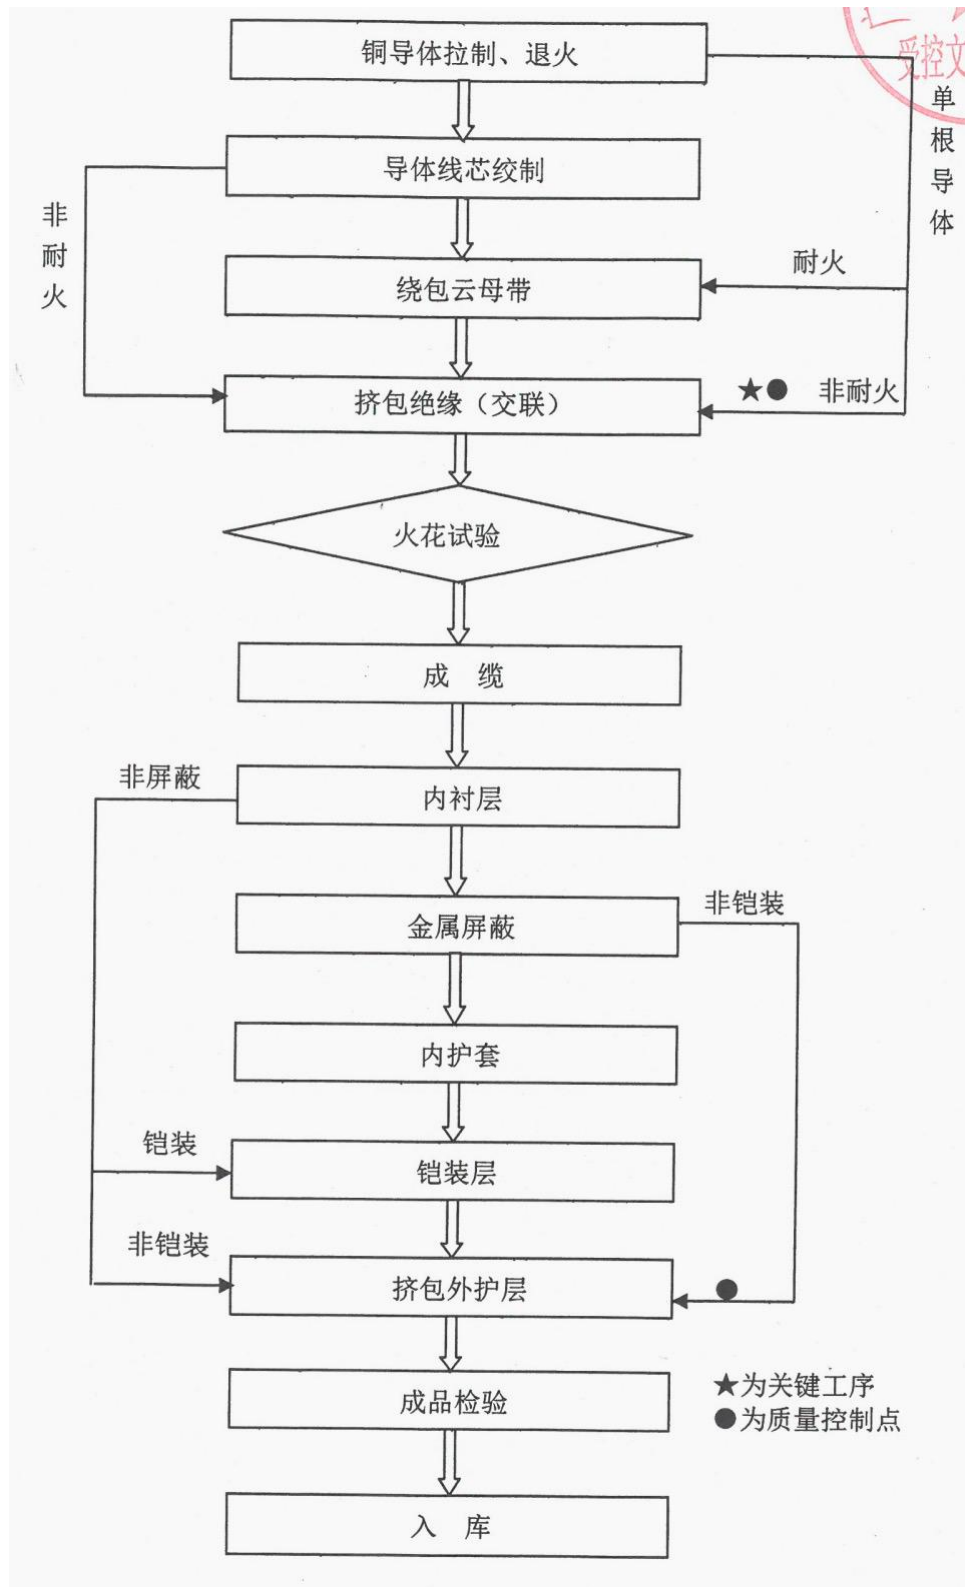 受控文
铜导体拉制、退火
单根导体
导体线芯绞制
非耐火
耐火
绕包云母带
挤包绝缘（交联）
★● 非耐火
火花试验
成 缆
非屏蔽
内衬层
非铠装
金属屏蔽
内护套
铠装
铠装层
非铠装
挤包外护层
●
成品检验
★为关键工序
●为质量控制点
入 库